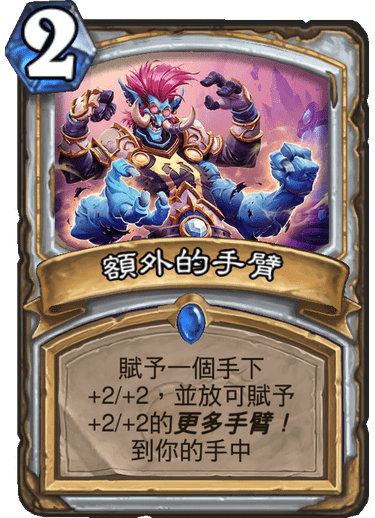 2
額外的手臂
賦予一個手下
+2/+2，並放可賦予
+2/+2的更多手臂！
到你的手中